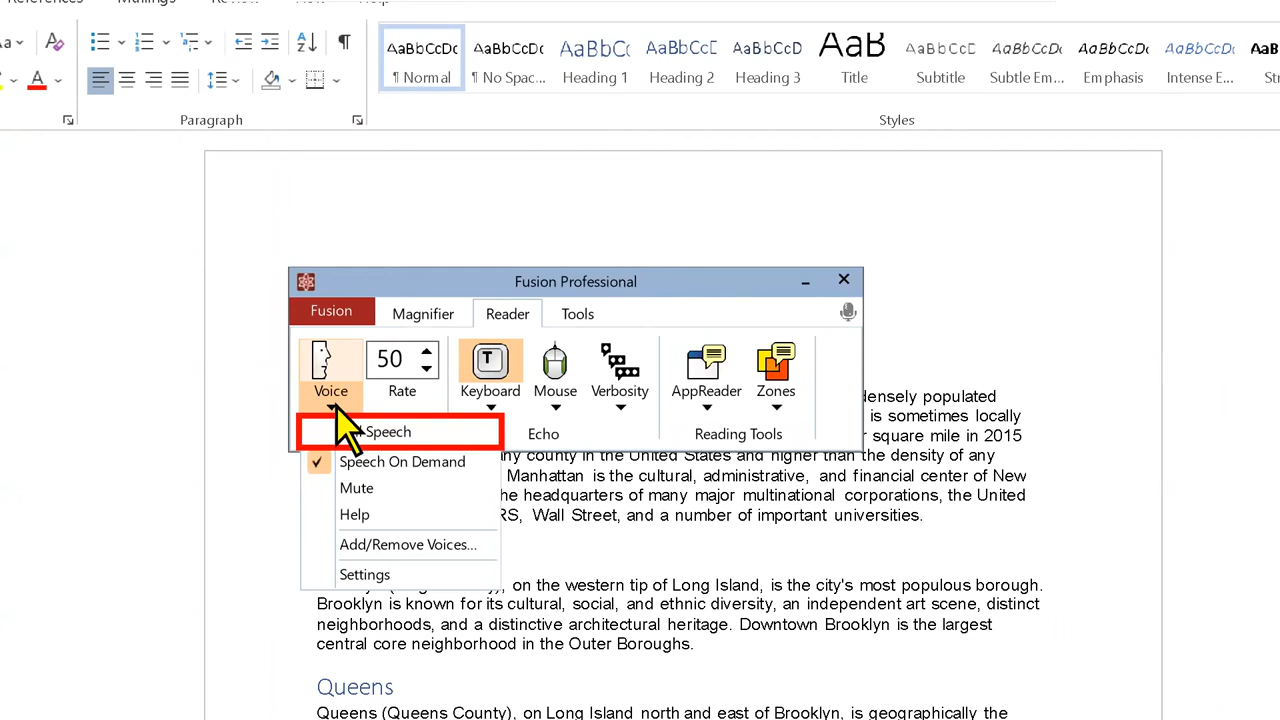 References Mailings Review View Help
AaBbCcDc AaBbCcDc AaBbC( AaBbCcD AaBbCcD AaB AaBbCcD AaBbCcDc AaBbCcDc AaBbCcDc
¶ Normal ¶ No Spac... Heading 1 Heading 2 Heading 3 Title Subtitle Subtle Em... Emphasis Intense E...
Paragraph Styles
Fusion Professional
Fusion Magnifier Reader Tools
50
T
Voice Rate Keyboard Mouse Verbosity AppReader Zones
Echo Reading Tools
Speech
Speech On Demand
Mute
Help
Add/Remove Voices...
Settings
densely populated
is sometimes locally
square mile in 2015
county in the United States and higher than the density of any
Manhattan is the cultural, administrative, and financial center of New
he headquarters of many major multinational corporations, the United
RS, Wall Street, and a number of important universities.
, on the western tip of Long Island, is the city's most populous borough.
Brooklyn is known for its cultural, social, and ethnic diversity, an independent art scene, distinct
neighborhoods, and a distinctive architectural heritage. Downtown Brooklyn is the largest
central core neighborhood in the Outer Boroughs.
Queens
Queens (Queens County), on Long Island north and east of Brooklyn, is geographically the